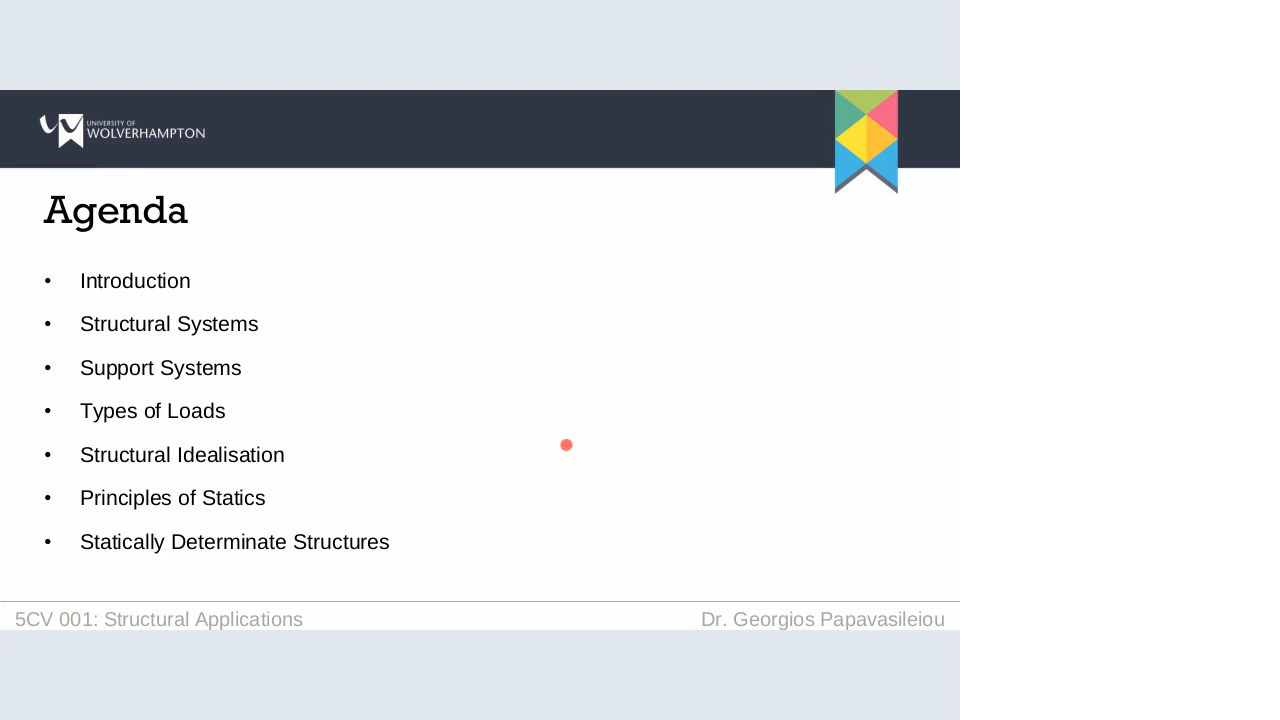 UNIVERSITY OF
WOLVERHAMPTON
Agenda
• Introduction
• Structural Systems
• Support Systems
• Types of Loads
• Structural Idealisation
• Principles of Statics
• Statically Determinate Structures
5CV 001: Structural Applications
Dr. Georgios Papavasileiou